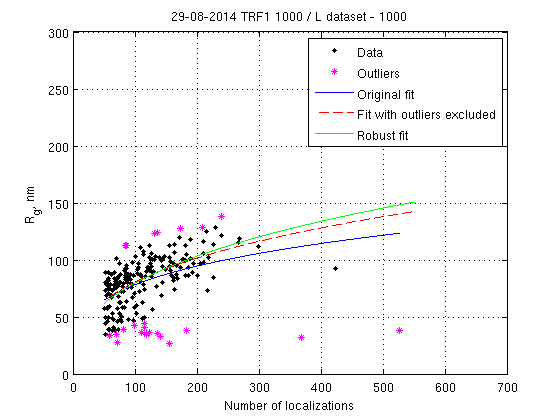 29-08-2014 TRF1 1000 / L dataset - 1000
300
250
200
150
100
50
0
0 100 200 300 400 500 600 700
Rg, nm
Number of localizations
Data
Outliers
Original fit
Fit with outliers excluded
Robust fit